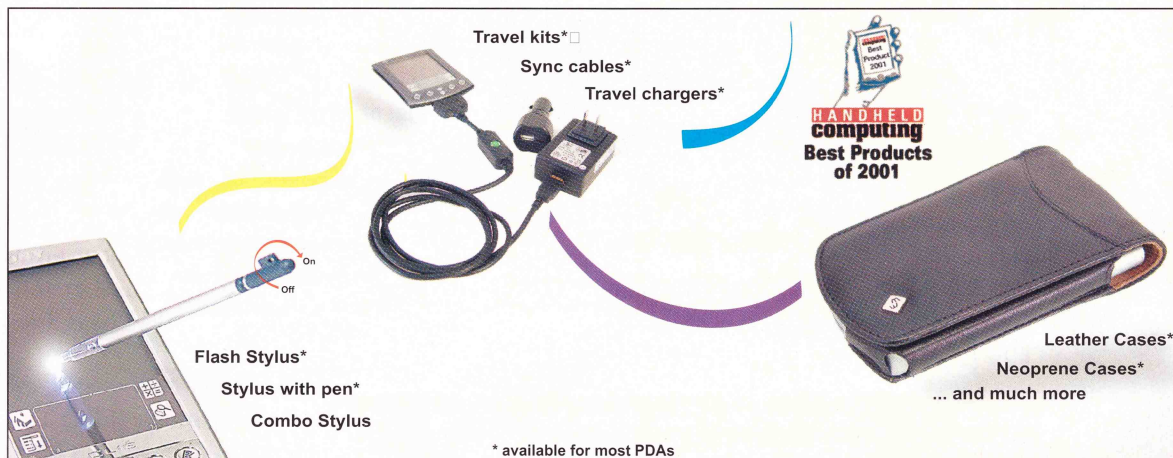 Travel kits*□
Sync cables*
Travel chargers*
Best
Product
2001
HANDHELD
computing
Best Products
of 2001
On
Off
Flash Stylus*
Stylus with pen*
Combo Stylus
Leather Cases*
Neoprene Cases*
... and much more
* available for most PDAs